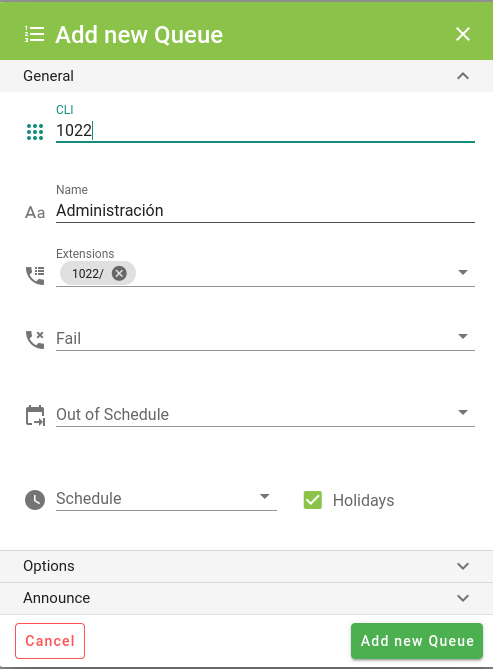 Add new Queue
General
CLI
1022
Name
Aa Administración
Extensions
1022/
Fail
Out of Schedule
Schedule
Holidays
Options
Announce
Cancel
Add new Queue